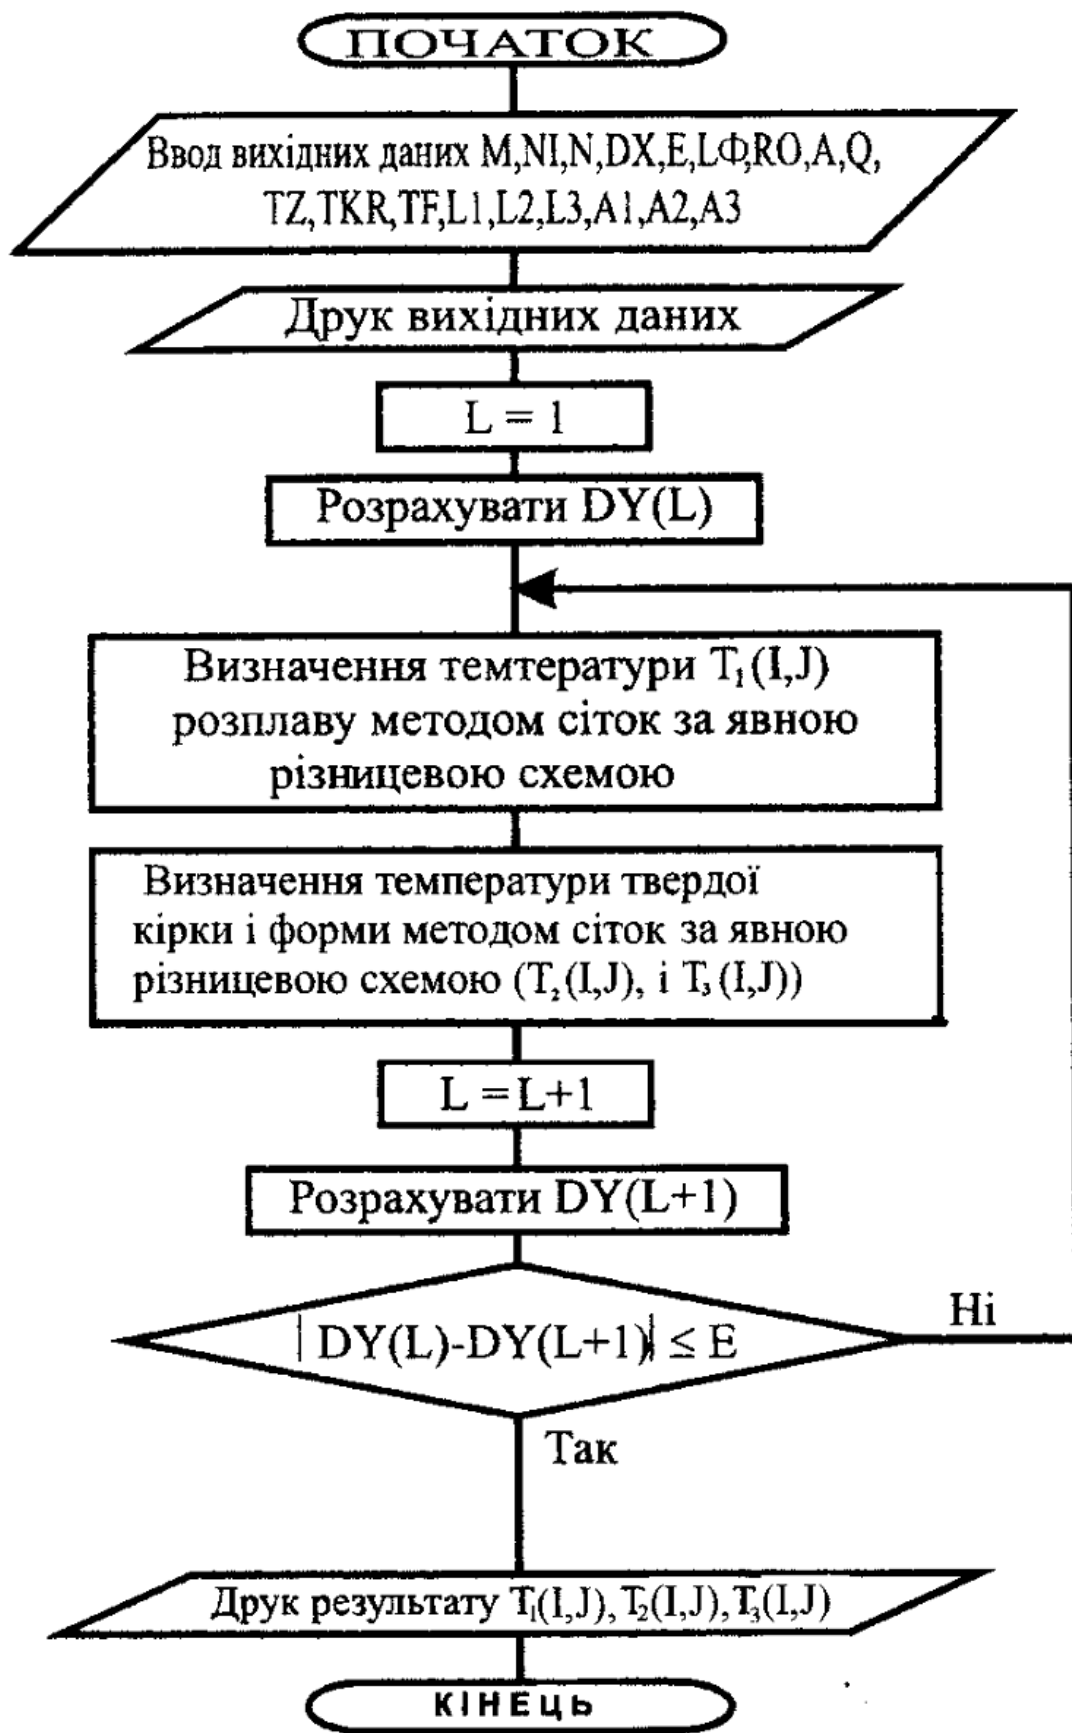 ПОЧАТОК
Ввод вихідних даних M,NI,N,DX,E,LФ,RO,A,Q,
TZ,TKR,TF,L1,L2,L3,A1,A2,A3
Друк вихідних даних
L = 1
Розрахувати DY(L)
Визначення темтератури T₁(I,J)
розплаву методом сіток за явною
різницевою схемою
Визначення температури твердої
кірки і форми методом сіток за явною
різницевою схемою (T₂(I,J), і T₃(I,J))
L = L+1
Розрахувати DY(L+1)
| DY(L)-DY(L+1)| ≤ E
Ні
Так
Друк результату T₁(I,J),T₂(I,J),T₃(I,J)
КІНЕЦЬ